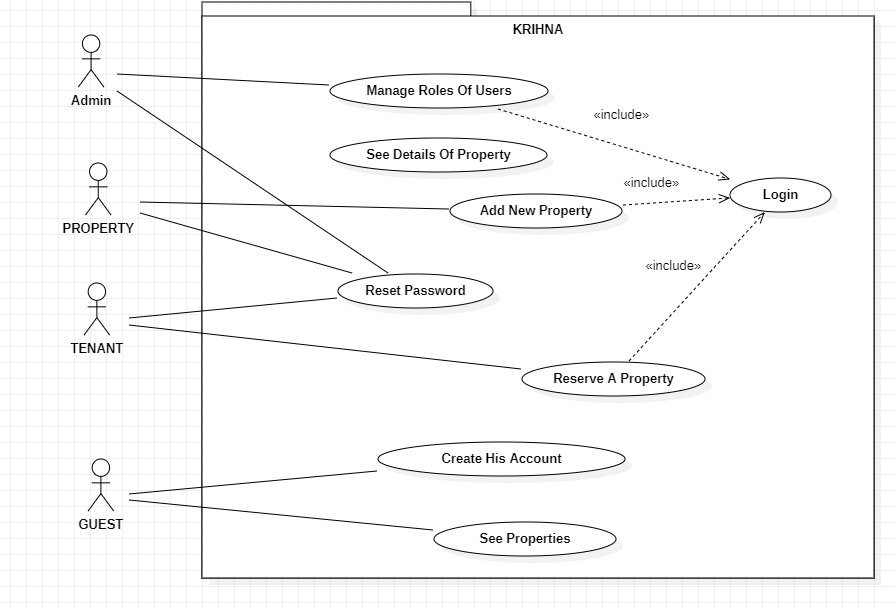 KRIHNA
Admin
Manage Roles Of Users
«include»
See Details Of Property
«include»
Login
PROPERTY
Add New Property
«include»
Reset Password
TENANT
Reserve A Property
Create His Account
GUEST
See Properties